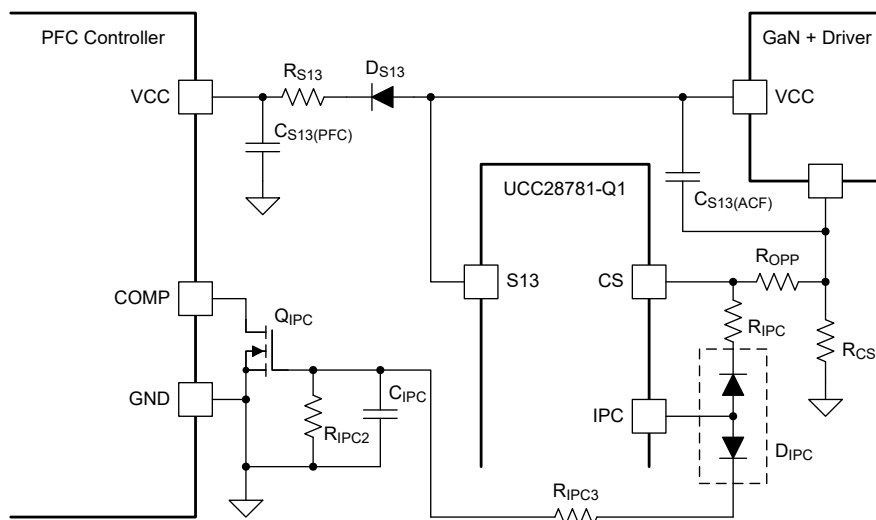 PFC Controller
GaN + Driver
VCC
RS13
DS13
VCC
CS13(PFC)
UCC28781-Q1
CS13(ACF)
S13
CS
ROPP
COMP
QIPC
RIPC
RCS
GND
RIPC2
CIPC
IPC
DIPC
RIPC3